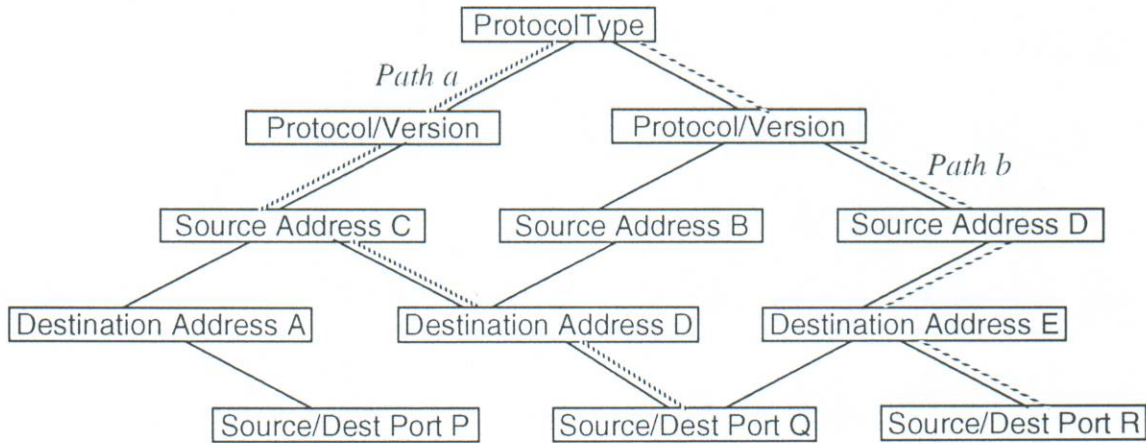 ProtocolType
Path a
Protocol/Version
Protocol/Version
Path b
Source Address C
Source Address B
Source Address D
Destination Address A
Destination Address D
Destination Address E
Source/Dest Port P
Source/Dest Port Q
Source/Dest Port R